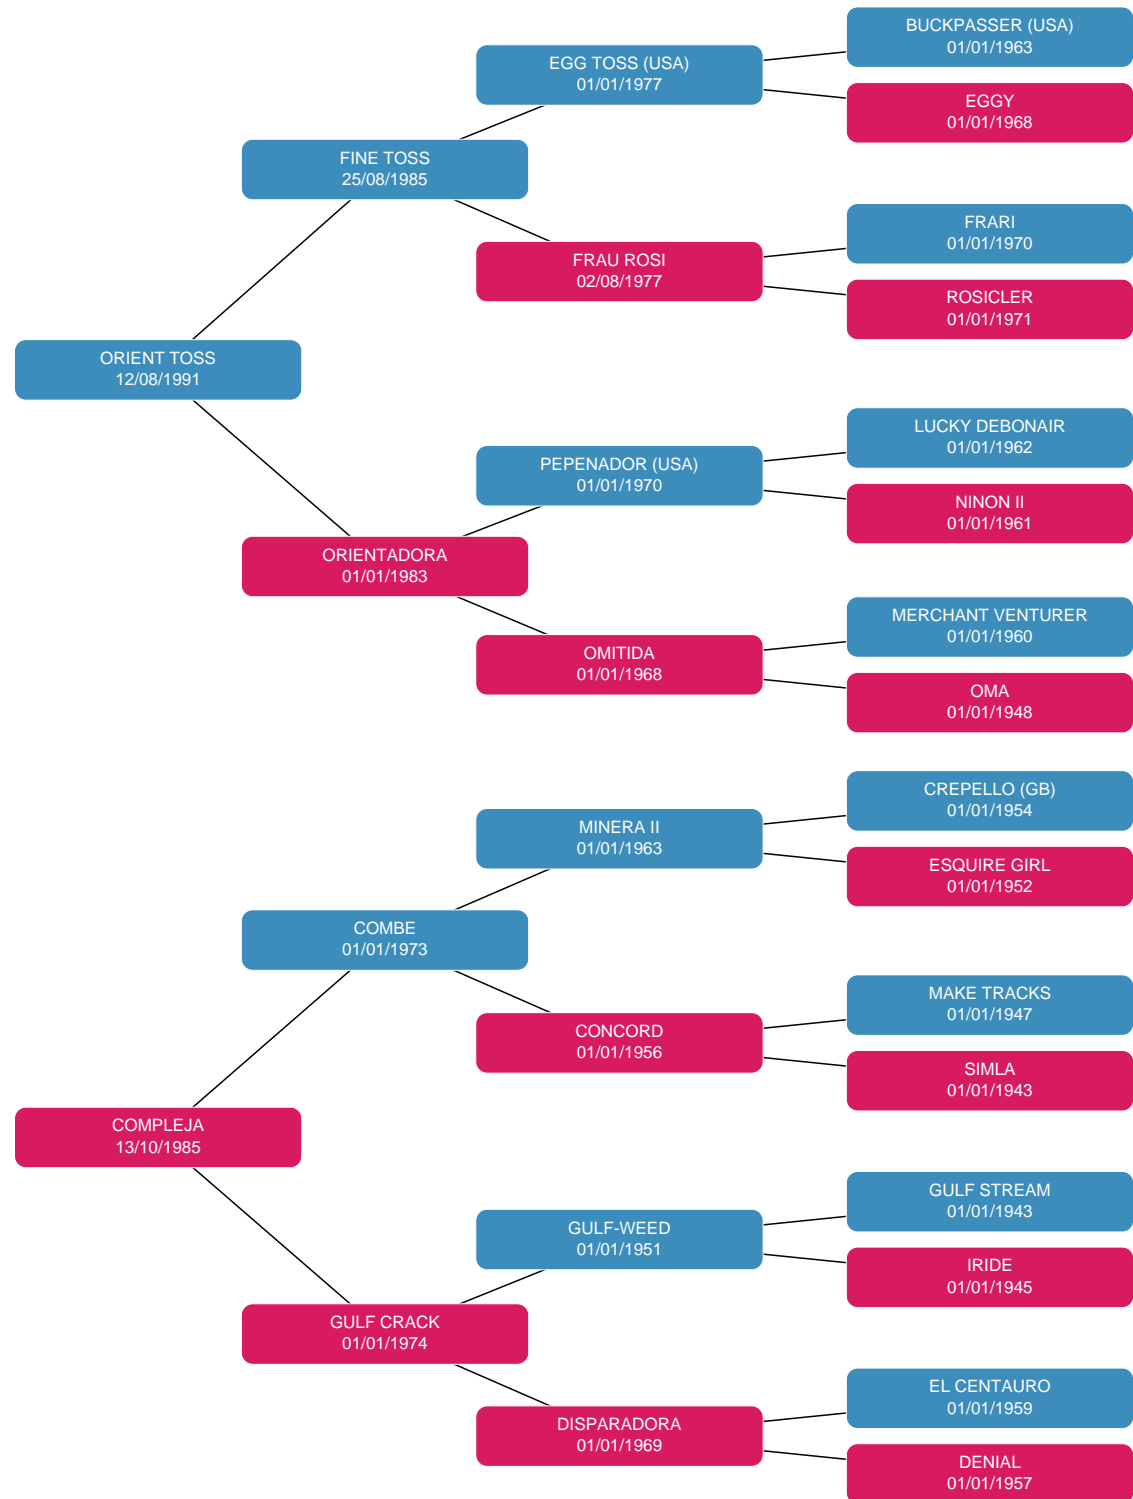 BUCKPASSER (USA)
01/01/1963
EGG TOSS (USA)
01/01/1977
EGGY
01/01/1968
FINE TOSS
25/08/1985
FRARI
01/01/1970
FRAU ROSI
02/08/1977
ROSICLER
01/01/1971
ORIENT TOSS
12/08/1991
LUCKY DEBONAIR
01/01/1962
PEPENADOR (USA)
01/01/1970
NINON II
01/01/1961
ORIENTADORA
01/01/1983
MERCHANT VENTURER
01/01/1960
OMITIDA
01/01/1968
OMA
01/01/1948
CREPELLO (GB)
01/01/1954
MINERA II
01/01/1963
ESQUIRE GIRL
01/01/1952
COMBE
01/01/1973
MAKE TRACKS
01/01/1947
CONCORD
01/01/1956
SIMLA
01/01/1943
COMPLEJA
13/10/1985
GULF STREAM
01/01/1943
GULF-WEED
01/01/1951
IRIDE
01/01/1945
GULF CRACK
01/01/1974
EL CENTAURO
01/01/1959
DISPARADORA
01/01/1969
DENIAL
01/01/1957